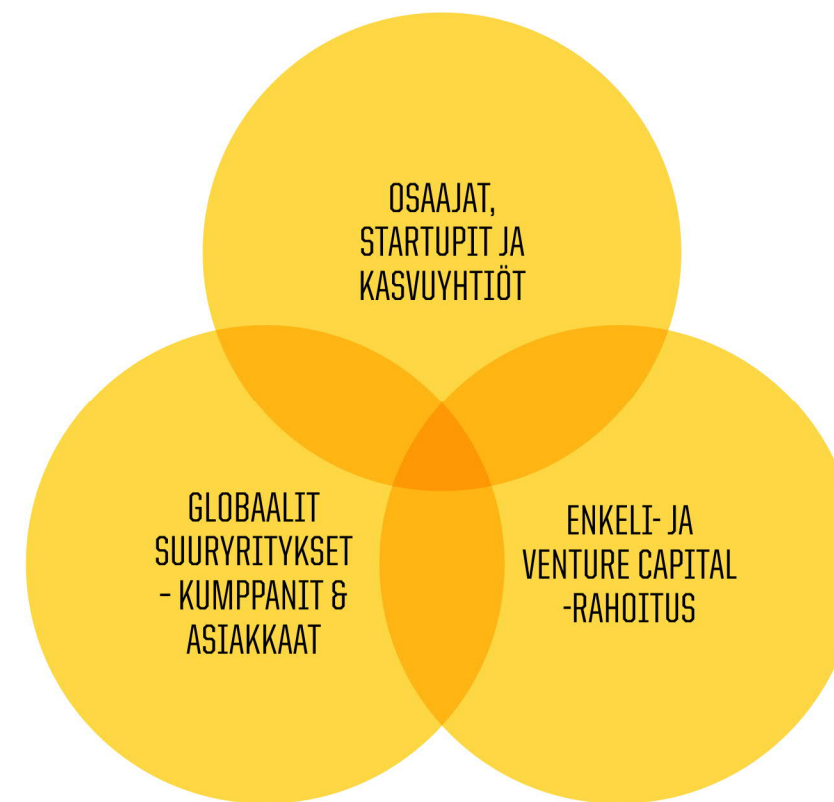 OSAAJAT,
STARTUPIT JA
KASVUYHTIÖT
GLOBAALIT
SUURYRITYKSET
– KUMPPANIT &
ASIAKKAAT
ENKELI- JA
VENTURE CAPITAL
-RAHOITUS